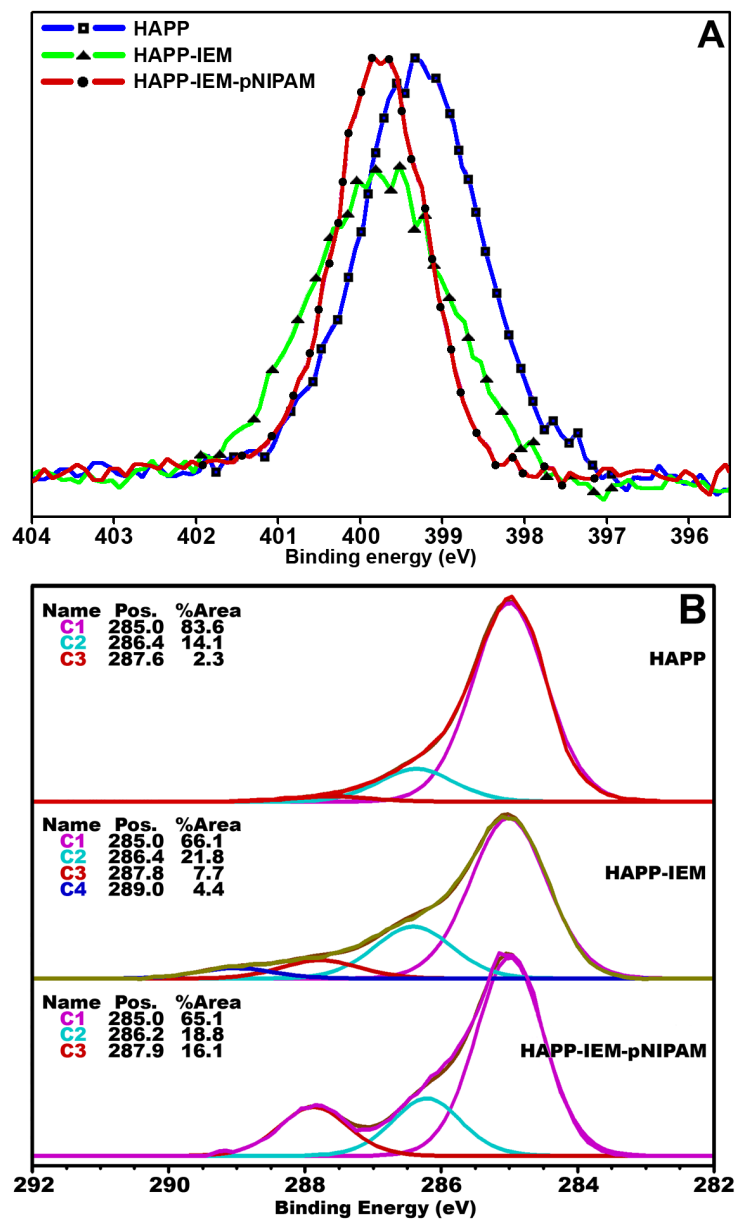 HAPP
HAPP-IEM
HAPP-IEM-pNIPAM
A
404 403 402 401 400 399 398 397 396
Binding energy (eV)
B
Name Pos. %Area
C1 285.0 83.6
C2 286.4 14.1
C3 287.6 2.3
HAPP
Name Pos. %Area
C1 285.0 66.1
C2 286.4 21.8
C3 287.8 7.7
C4 289.0 4.4
HAPP-IEM
Name Pos. %Area
C1 285.0 65.1
C2 286.2 18.8
C3 287.9 16.1
HAPP-IEM-pNIPAM
292 290 288 286 284 282
Binding Energy (eV)